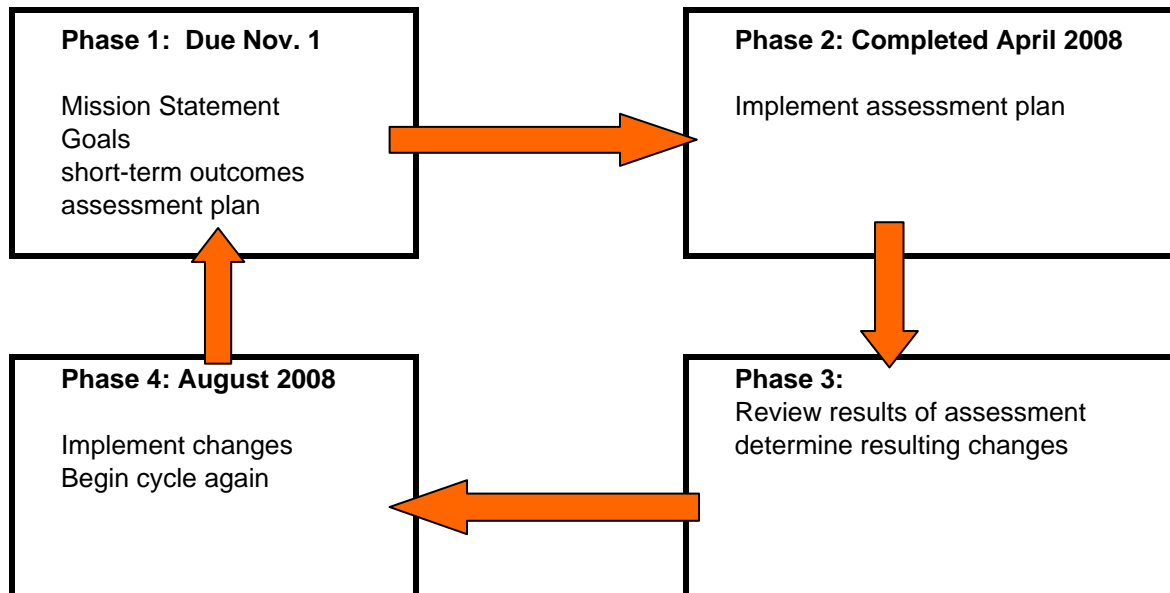 Phase 1:  Due Nov. 1
Mission Statement
Goals
short-term outcomes
assessment plan
Phase 2: Completed April 2008
Implement assessment plan
Phase 3:
Review results of assessment
determine resulting changes
Phase 4: August 2008
Implement changes
Begin cycle again